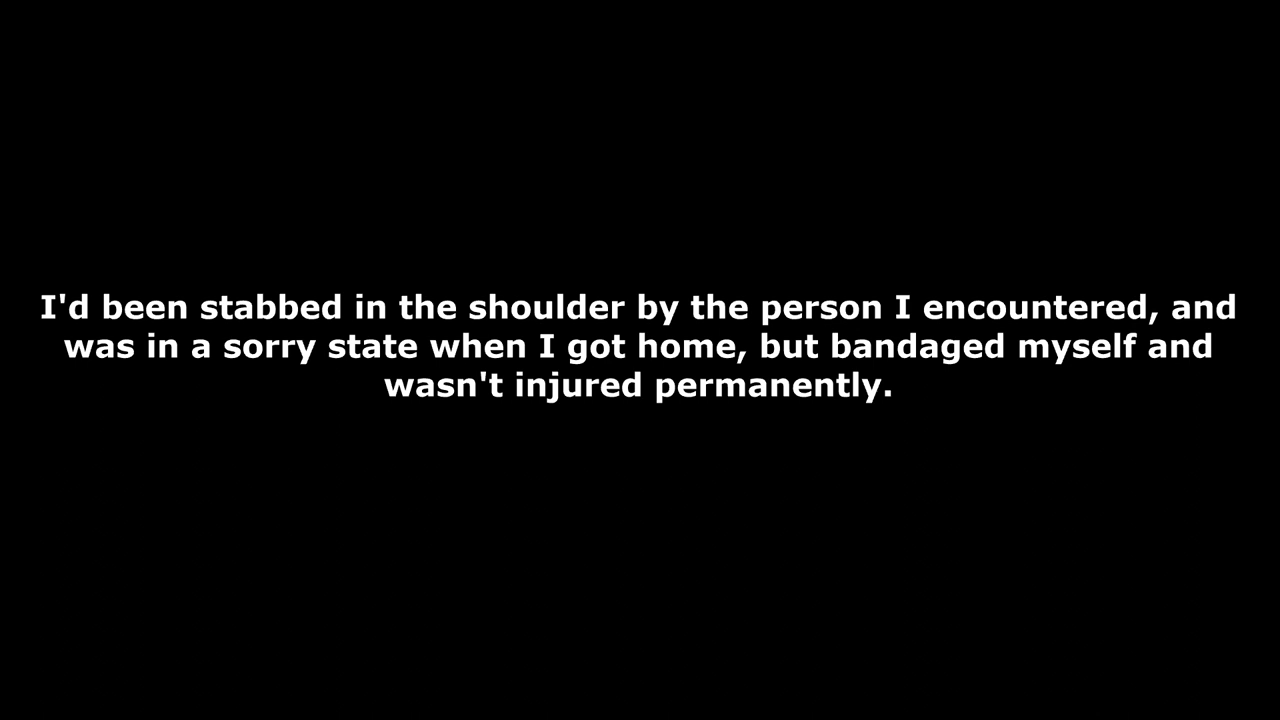 I'd been stabbed in the shoulder by the person I encountered, and
was in a sorry state when I got home, but bandaged myself and
wasn't injured permanently.